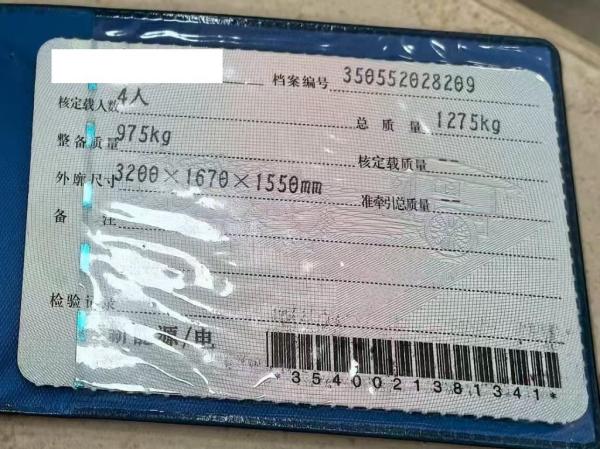 档案编号 350552028209
核定载人数 4人 总质量 1275kg
整备质量 975kg 核定载质量 --
外廓尺寸 3200×1670×1550mm 准牵引总质量 --
备注
检验记录
新能源/电
*3540021381341*